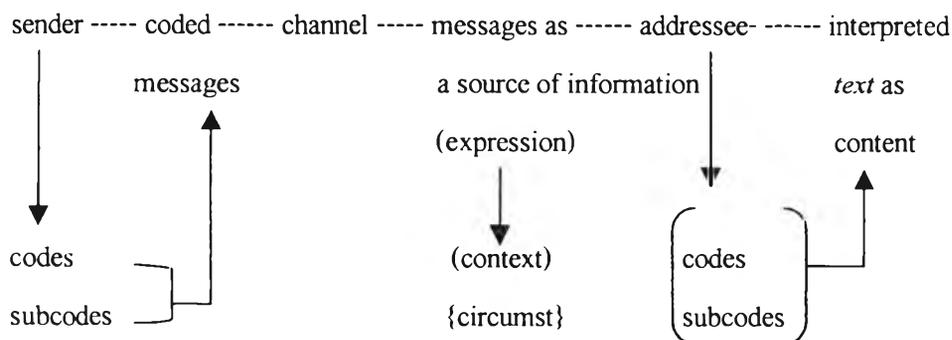 sender ----- coded ----- channel ----- messages as ------ addressee- ------ interpreted
messages a source of information text as
(expression) content
codes (context) codes
subcodes {circumst} subcodes